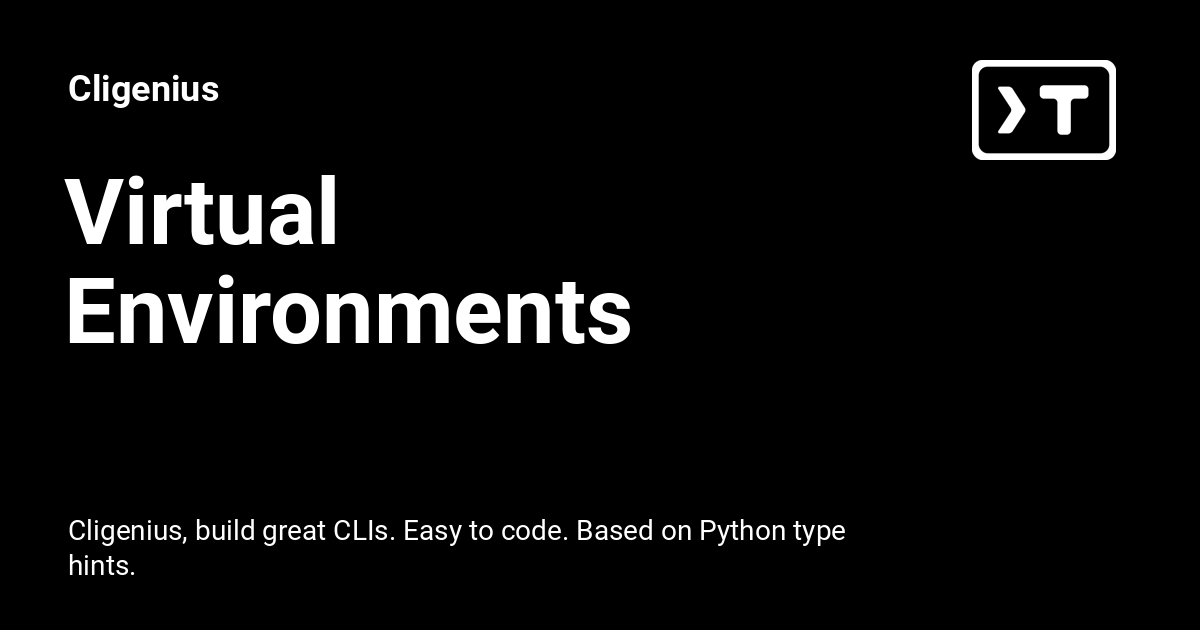 Cligenius
❯ T
Virtual
Environments
Cligenius, build great CLIs. Easy to code. Based on Python type
hints.